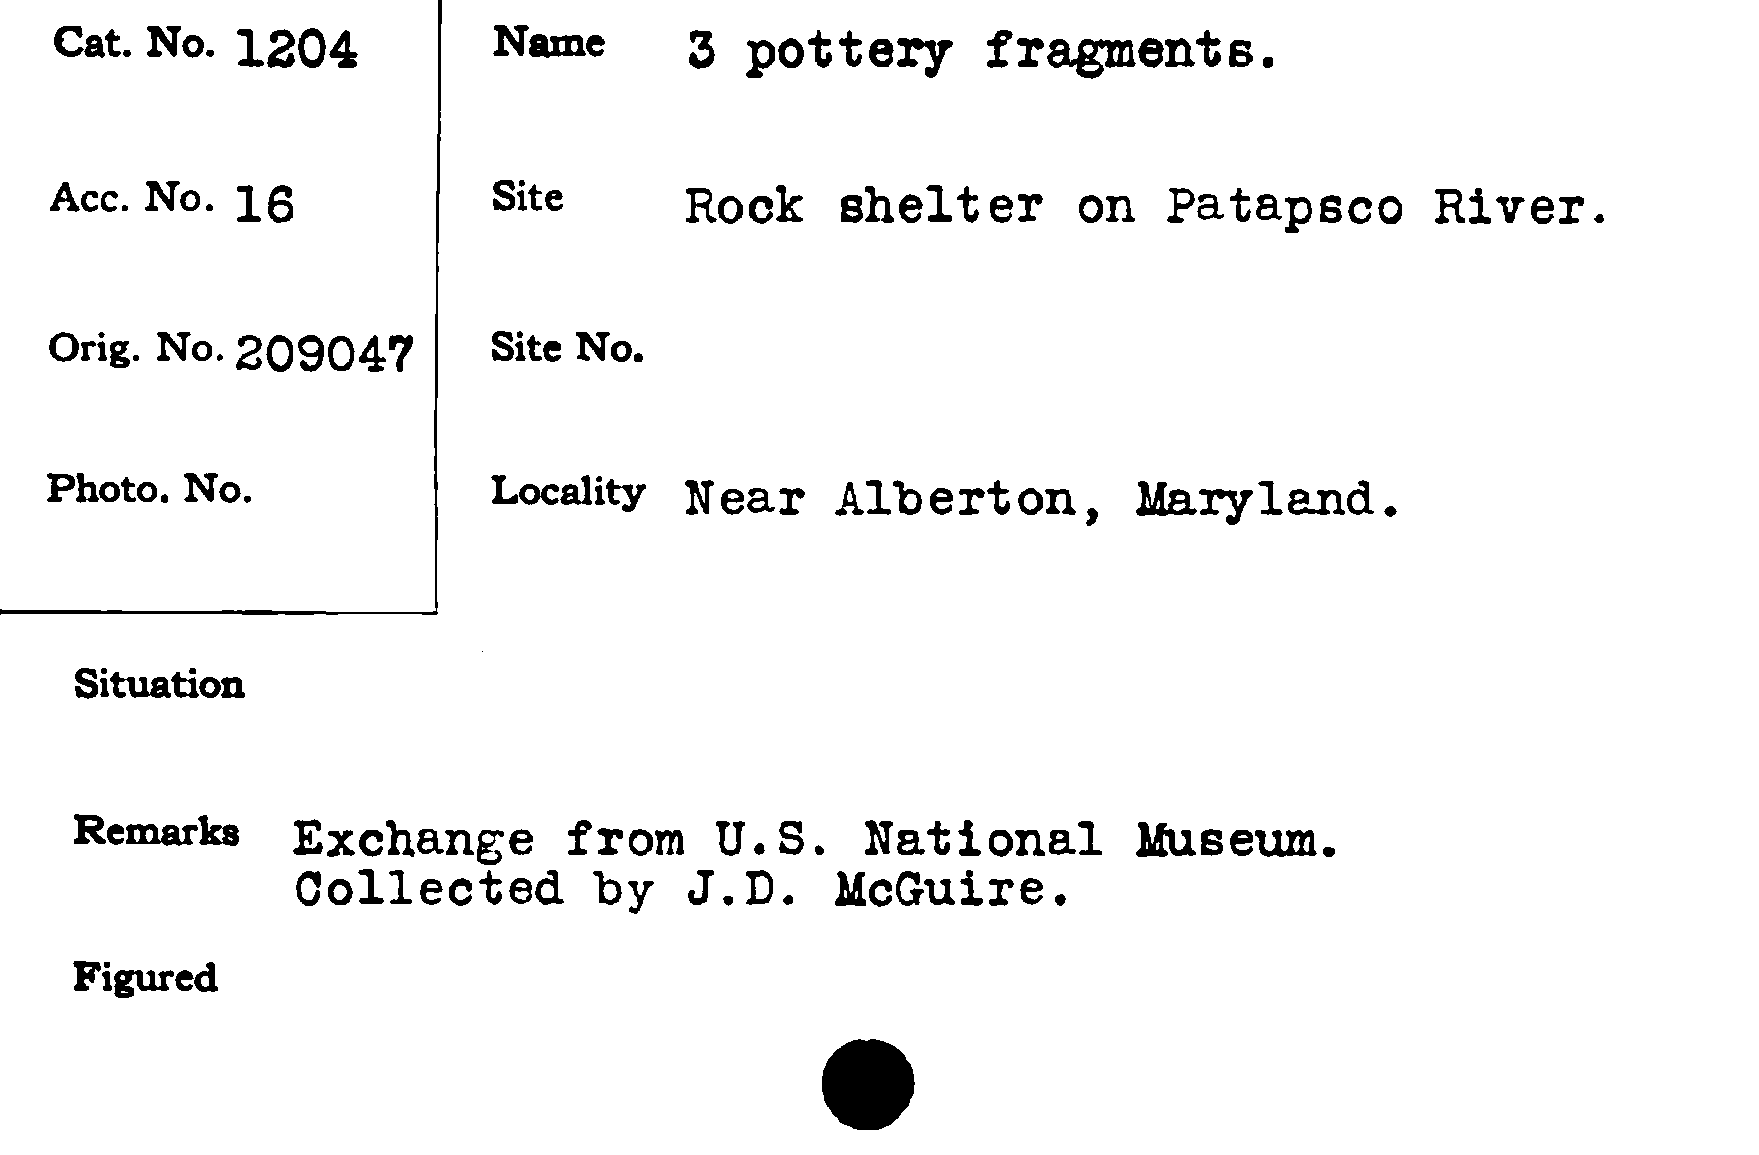 Cat. No. 1204
Name 3 pottery fragments.
Acc. No. 16
Site Rock shelter on Patapsco River.
Orig. No. 209047
Site No.
Photo. No.
Locality Near Alberton, Maryland.
Situation
Remarks Exchange from U.S. National Museum.
Collected by J.D. McGuire.
Figured